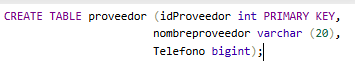 CREATE TABLE proveedor (idProveedor int PRIMARY KEY,
nombreproveedor varchar (20),
Telefono bigint);